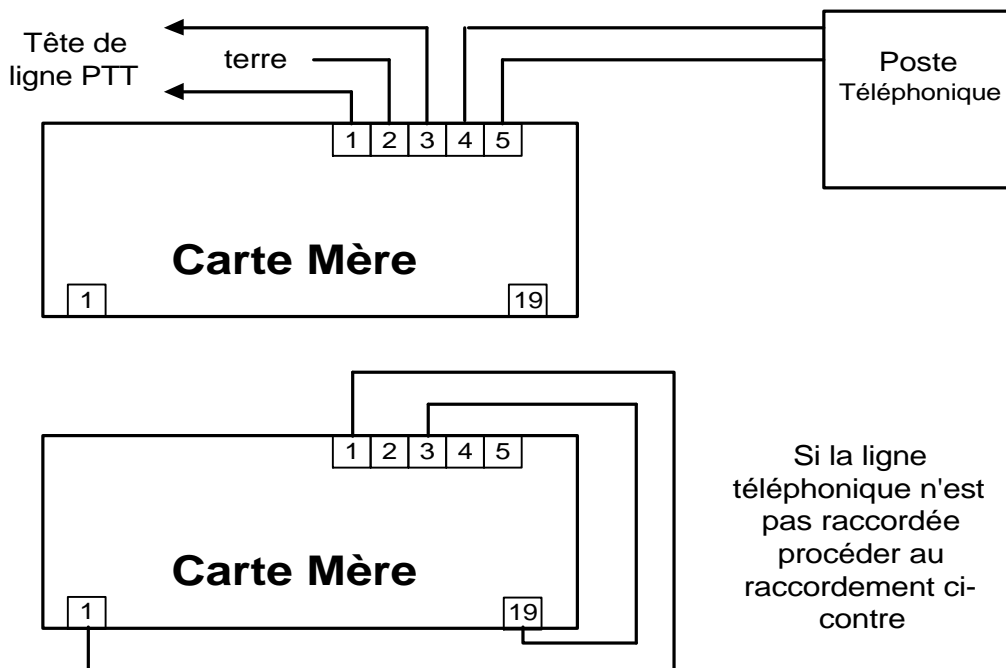 Tête de
ligne PTT
terre
Poste
Téléphonique
1 2 3 4 5
Carte Mère
1 19
1 2 3 4 5
Carte Mère
1 19
Si la ligne
téléphonique n'est
pas raccordée
procéder au
raccordement ci-
contre